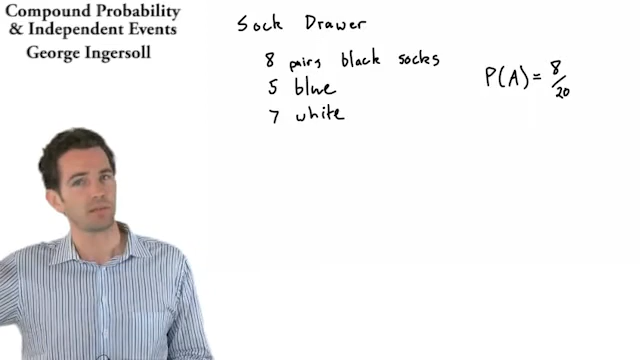 Compound Probability
& Independent Events
George Ingersoll
Sock Drawer
8 pairs black socks
5 blue
7 white
P(A) = 8/20